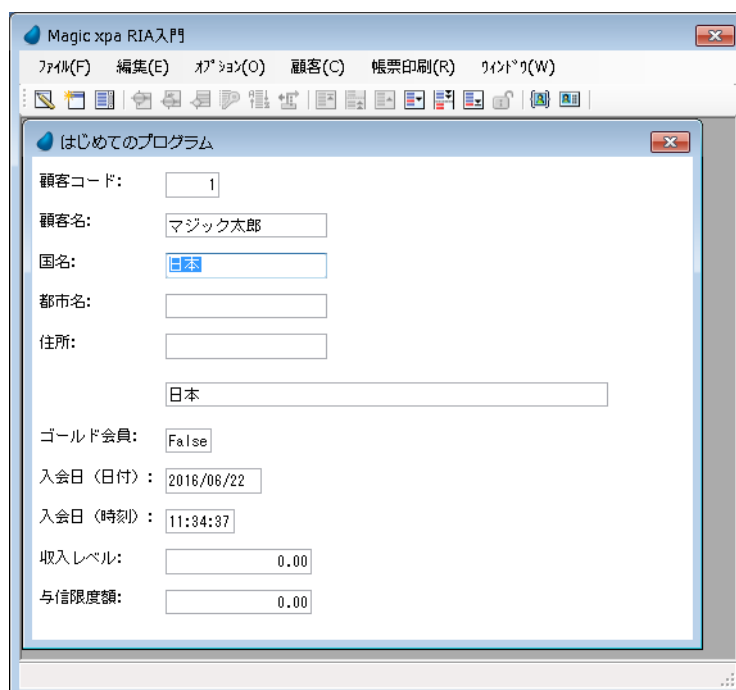 Magic xpa RIA入門
ﾌｧｲﾙ(F) 編集(E) ｵﾌﾟｼｮﾝ(O) 顧客(C) 帳票印刷(R) ｳｨﾝﾄﾞｳ(W)
はじめてのプログラム
顧客コード: 1
顧客名: マジック太郎
国名: 日本
都市名:
住所:
日本
ゴールド会員: False
入会日（日付）: 2016/06/22
入会日（時刻）: 11:34:37
収入レベル: 0.00
与信限度額: 0.00